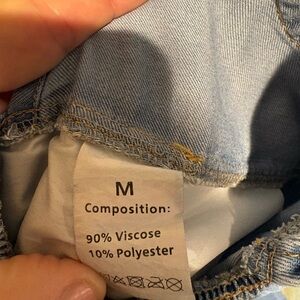 M
Composition:
90% Viscose
10% Polyester